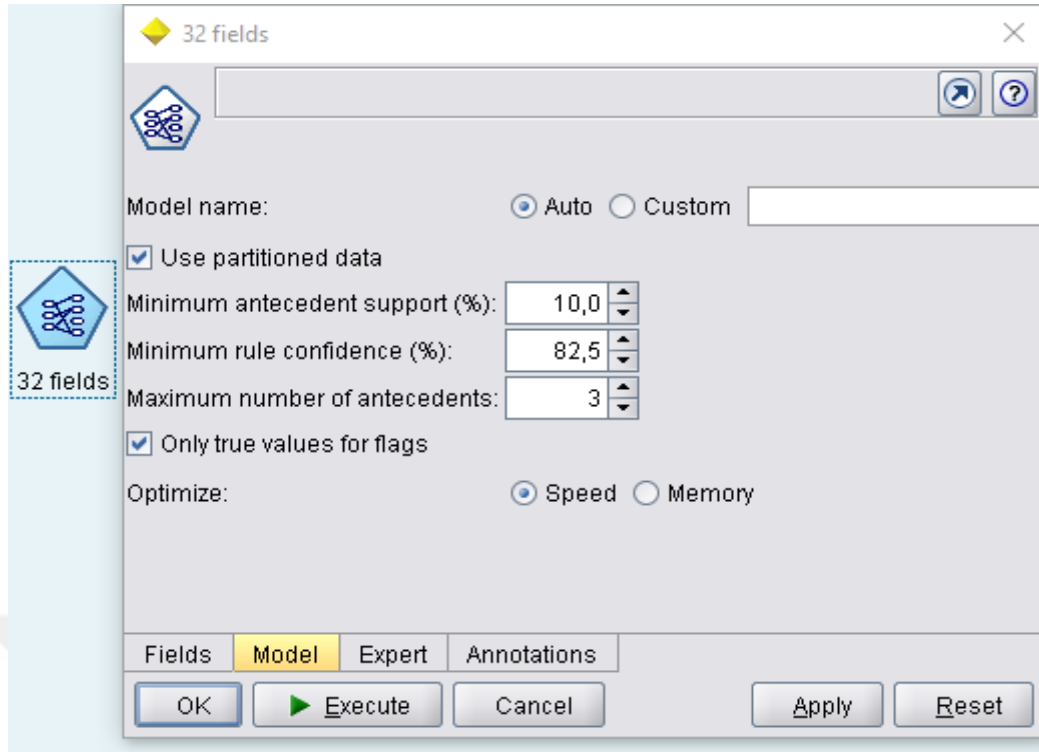 32 fields
Model name: Auto Custom
Use partitioned data
Minimum antecedent support (%): 10,0
Minimum rule confidence (%): 82,5
32 fields
Maximum number of antecedents: 3
Only true values for flags
Optimize: Speed Memory
Fields Model Expert Annotations
OK Execute Cancel Apply Reset